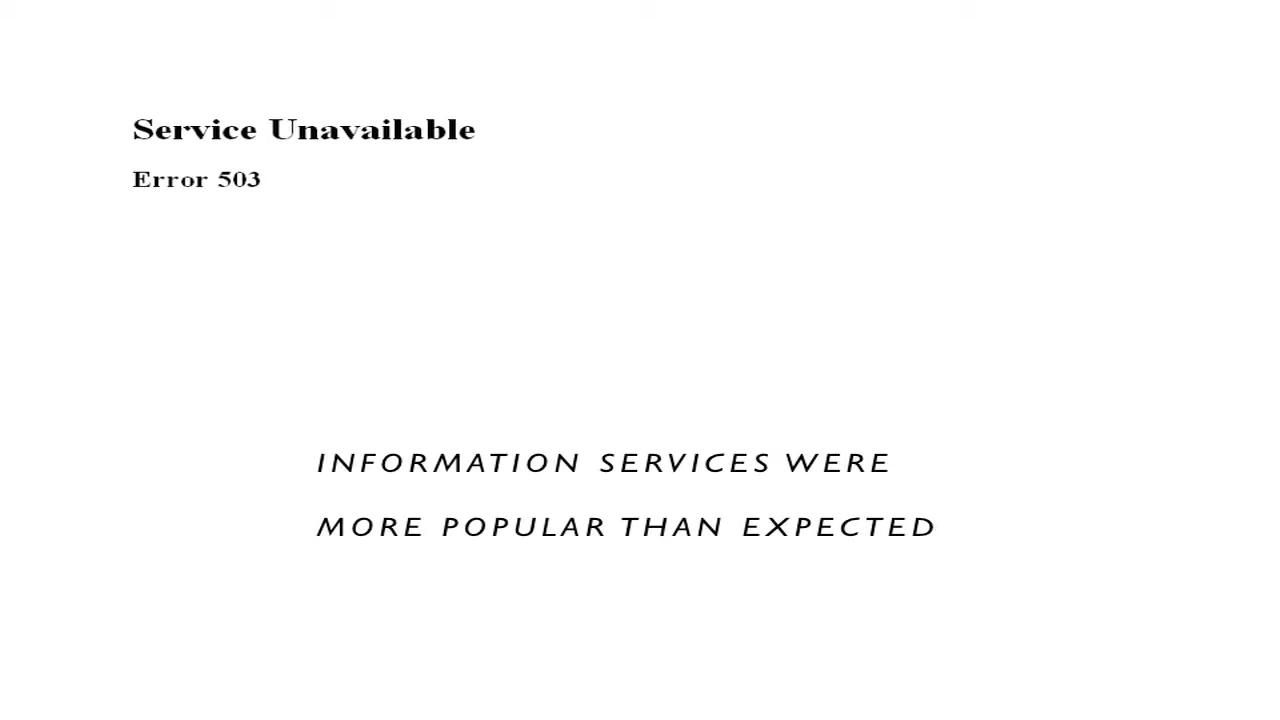 Service Unavailable
Error 503
INFORMATION SERVICES WERE
MORE POPULAR THAN EXPECTED